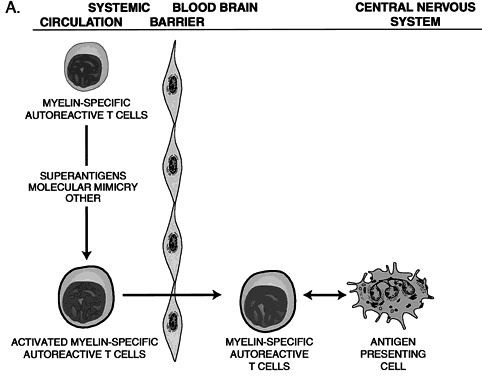 A.
SYSTEMIC CIRCULATION
BLOOD BRAIN BARRIER
CENTRAL NERVOUS SYSTEM
MYELIN-SPECIFIC
AUTOREACTIVE T CELLS
SUPERANTIGENS
MOLECULAR MIMICRY
OTHER
ACTIVATED MYELIN-SPECIFIC
AUTOREACTIVE T CELLS
MYELIN-SPECIFIC
AUTOREACTIVE
T CELLS
ANTIGEN
PRESENTING
CELL